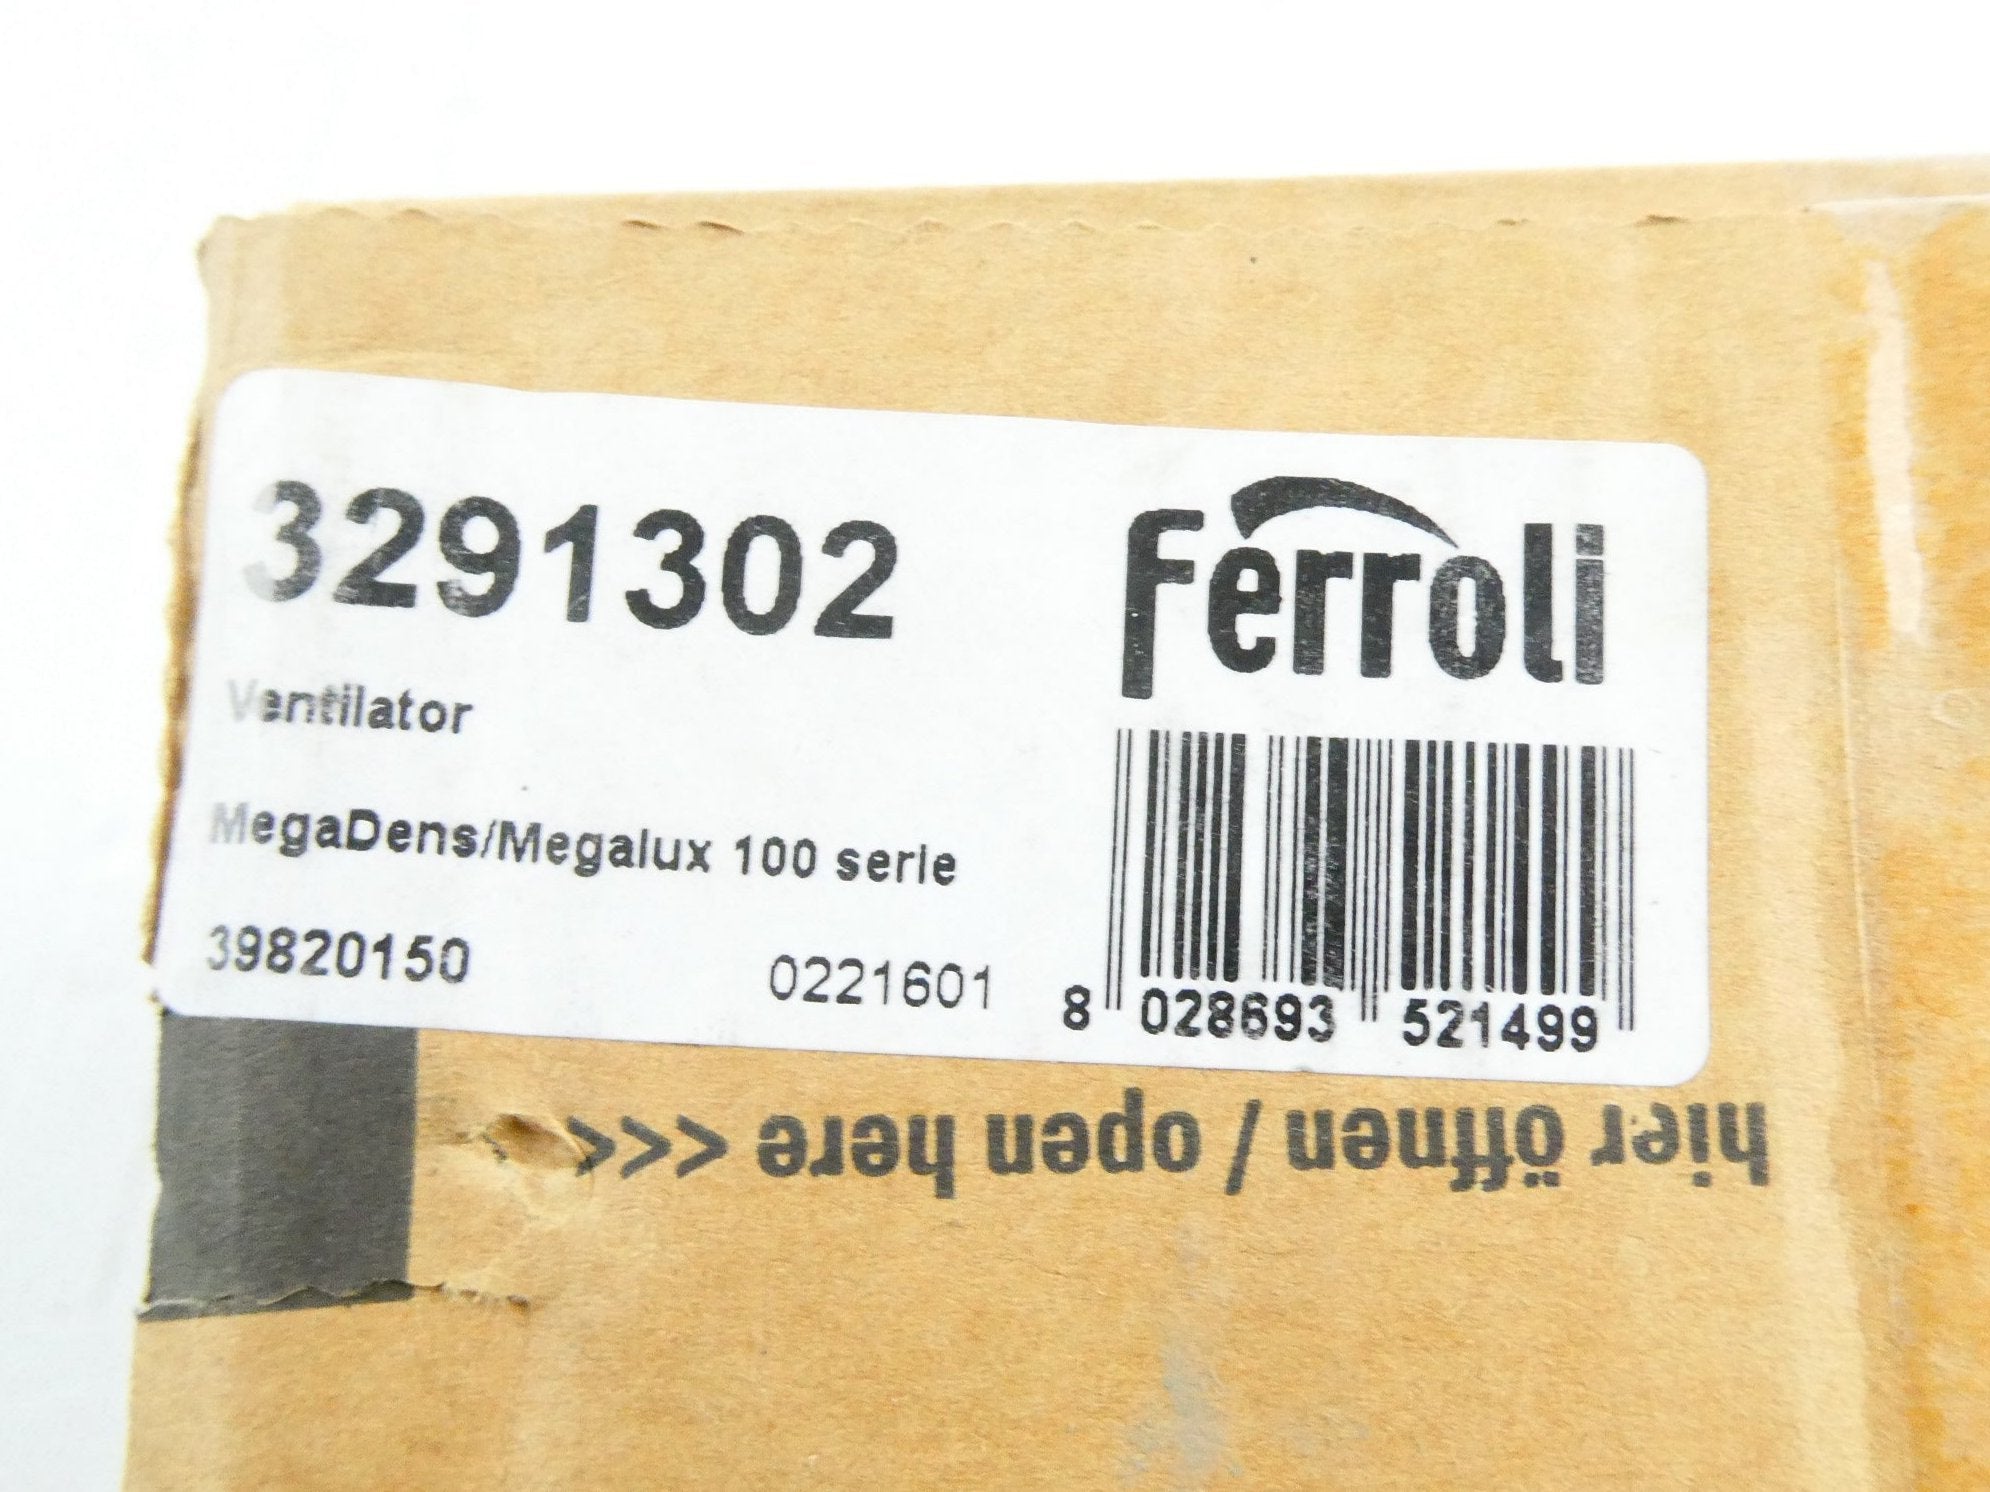 3291302
ferroli
Ventilator
MegaDens/Megalux 100 serie
39820150
0221601
8 028693 521499
hier öffnen / open here <<<